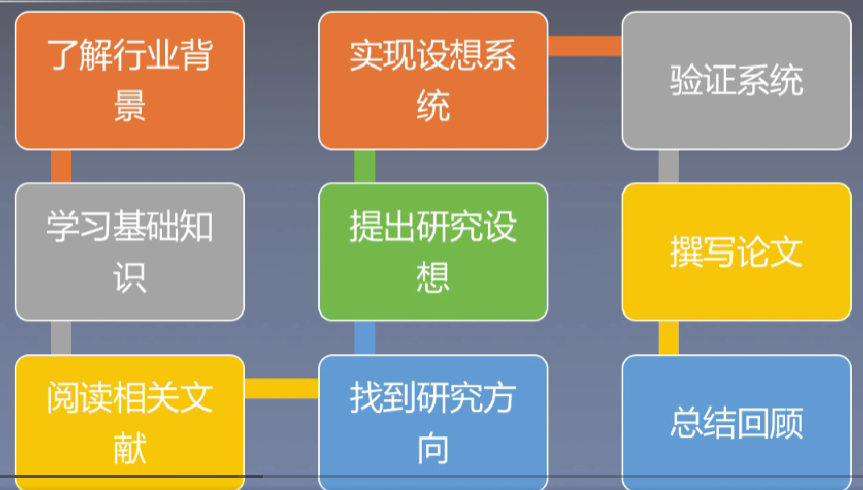 了解行业背
景
学习基础知
识
阅读相关文
献
找到研究方
向
提出研究设
想
实现设想系
统
验证系统
撰写论文
总结回顾